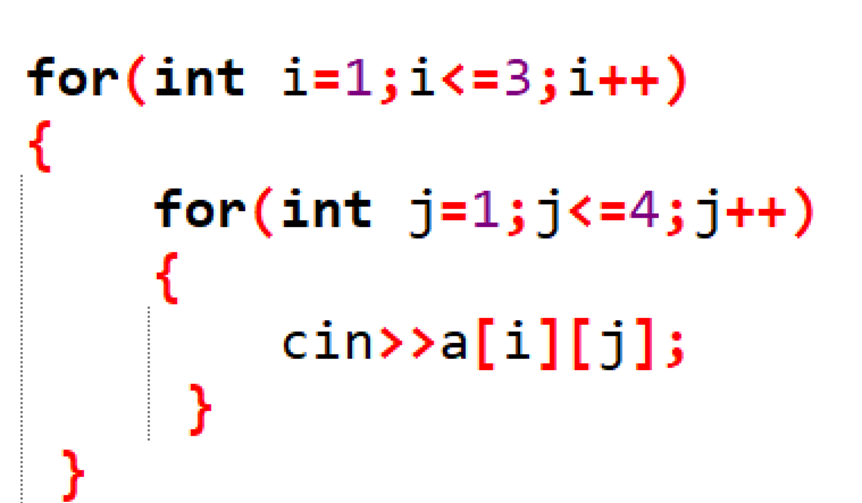 for(int i=1;i<=3;i++)
{
for(int j=1;j<=4;j++)
{
cin>>a[i][j];
}
}